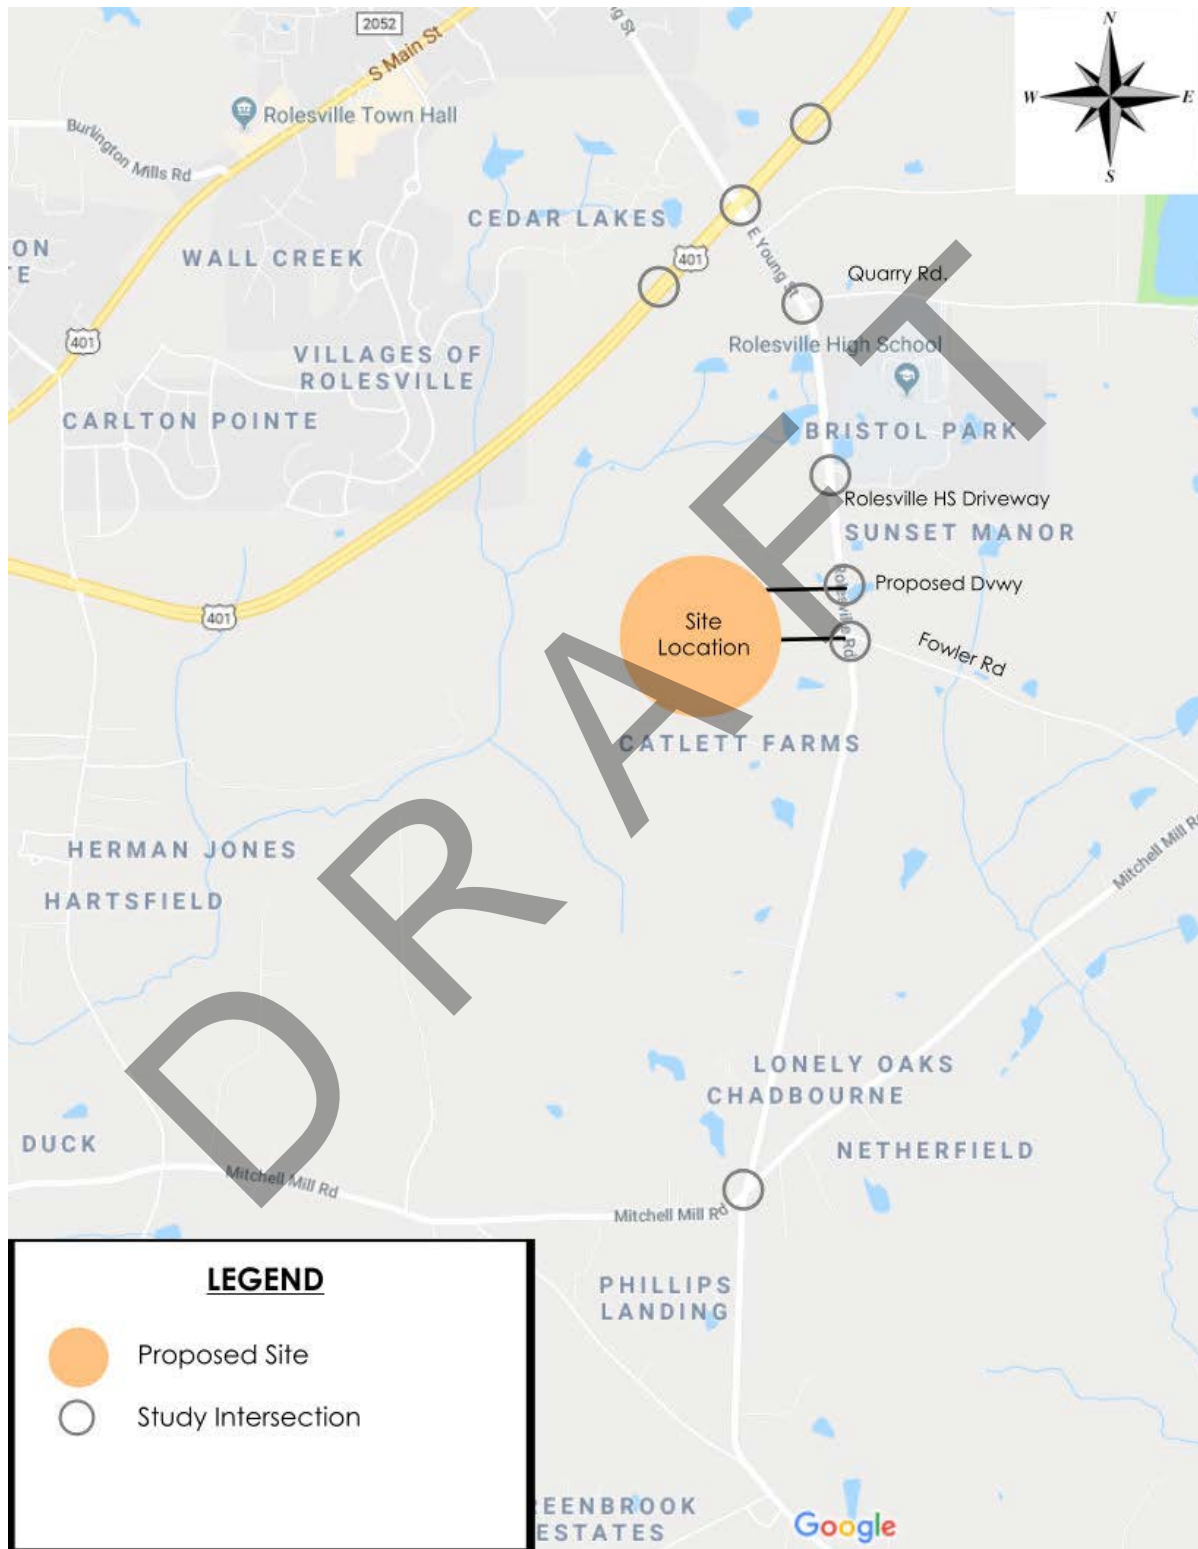 2052
S Main St
Rolesville Town Hall
Burlington Mills Rd
N
W
E
S
CEDAR LAKES
WALL CREEK
401
E Young St
Quarry Rd.
Rolesville High School
401
VILLAGES OF
ROLESVILLE
CARLTON POINTE
BRISTOL PARK
Rolesville HS Driveway
SUNSET MANOR
Proposed Dvwy
Rolesville Rd
Site
Location
401
Fowler Rd
CATLETT FARMS
DRAFT
HERMAN JONES
HARTSFIELD
Mitchell Mill R
LONELY OAKS
CHADBOURNE
DUCK
NETHERFIELD
Mitchell Mill Rd
Mitchell Mill Rd
PHILLIPS
LANDING
LEGEND
Proposed Site
Study Intersection
EENBROOK
ESTATES
Google